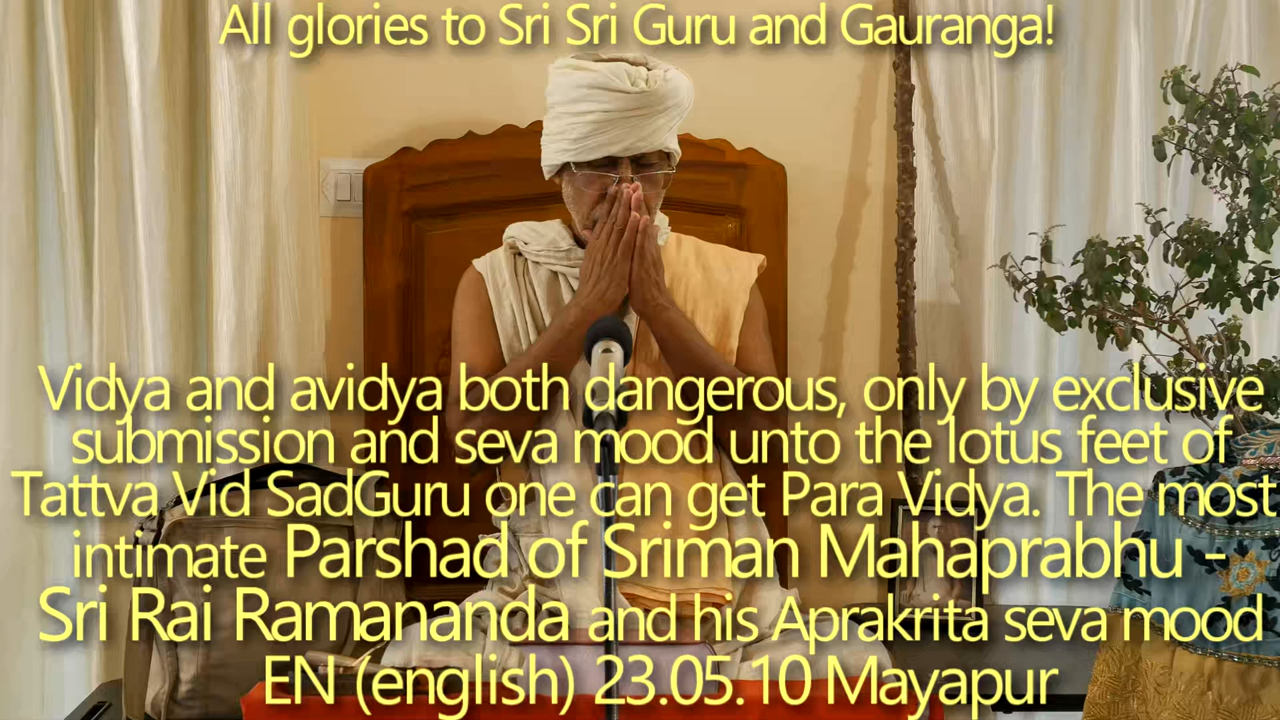 All glories to Sri Sri Guru and Gauranga!
Vidya and avidya both dangerous, only by exclusive
submission and seva mood unto the lotus feet of
Tattva Vid SadGuru one can get Para Vidya. The most
intimate Parshad of Sriman Mahaprabhu -
Sri Rai Ramananda and his Aprakrita seva mood
EN (english) 23.05.10 Mayapur